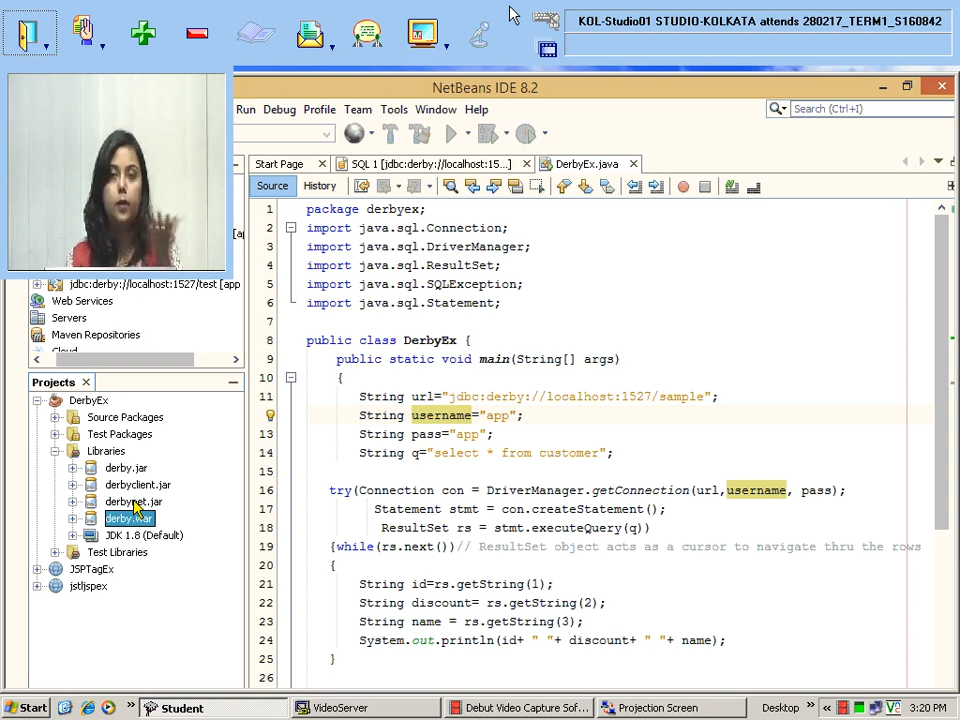 KOL-Studio01 STUDIO-KOLKATA attends 280217_TERM1_S160842
NetBeans IDE 8.2
Run Debug Profile Team Tools Window Help
Search (Ctrl+I)
Start Page
SQL 1 [jdbc:derby://localhost:15...]
DerbyEx.java
Source History
[ap
jdbc:derby://localhost:1527/test [app
Web Services
Servers
Maven Repositories
Cloud
Projects
DerbyEx
Source Packages
Test Packages
Libraries
derby.jar
derbyclient.jar
derbynet.jar
derby.war
JDK 1.8 (Default)
Test Libraries
JSPTagEx
jstljspex
1 package derbyex;
2 import java.sql.Connection;
3 import java.sql.DriverManager;
4 import java.sql.ResultSet;
5 import java.sql.SQLException;
6 import java.sql.Statement;
7
8 public class DerbyEx {
9 public static void main(String[] args)
10 {
11 String url="jdbc:derby://localhost:1527/sample";
String username="app";
13 String pass="app";
14 String q="select * from customer";
15
16 try(Connection con = DriverManager.getConnection(url,username, pass);
17 Statement stmt = con.createStatement();
18 ResultSet rs = stmt.executeQuery(q))
19 {while(rs.next())// ResultSet object acts as a cursor to navigate thru the rows
20 {
21 String id=rs.getString(1);
22 String discount= rs.getString(2);
23 String name = rs.getString(3);
24 System.out.println(id+ " "+ discount+ " "+ name);
25 }
26
Start
Student
VideoServer
Debut Video Capture Sof...
Projection Screen
Desktop
3:20 PM